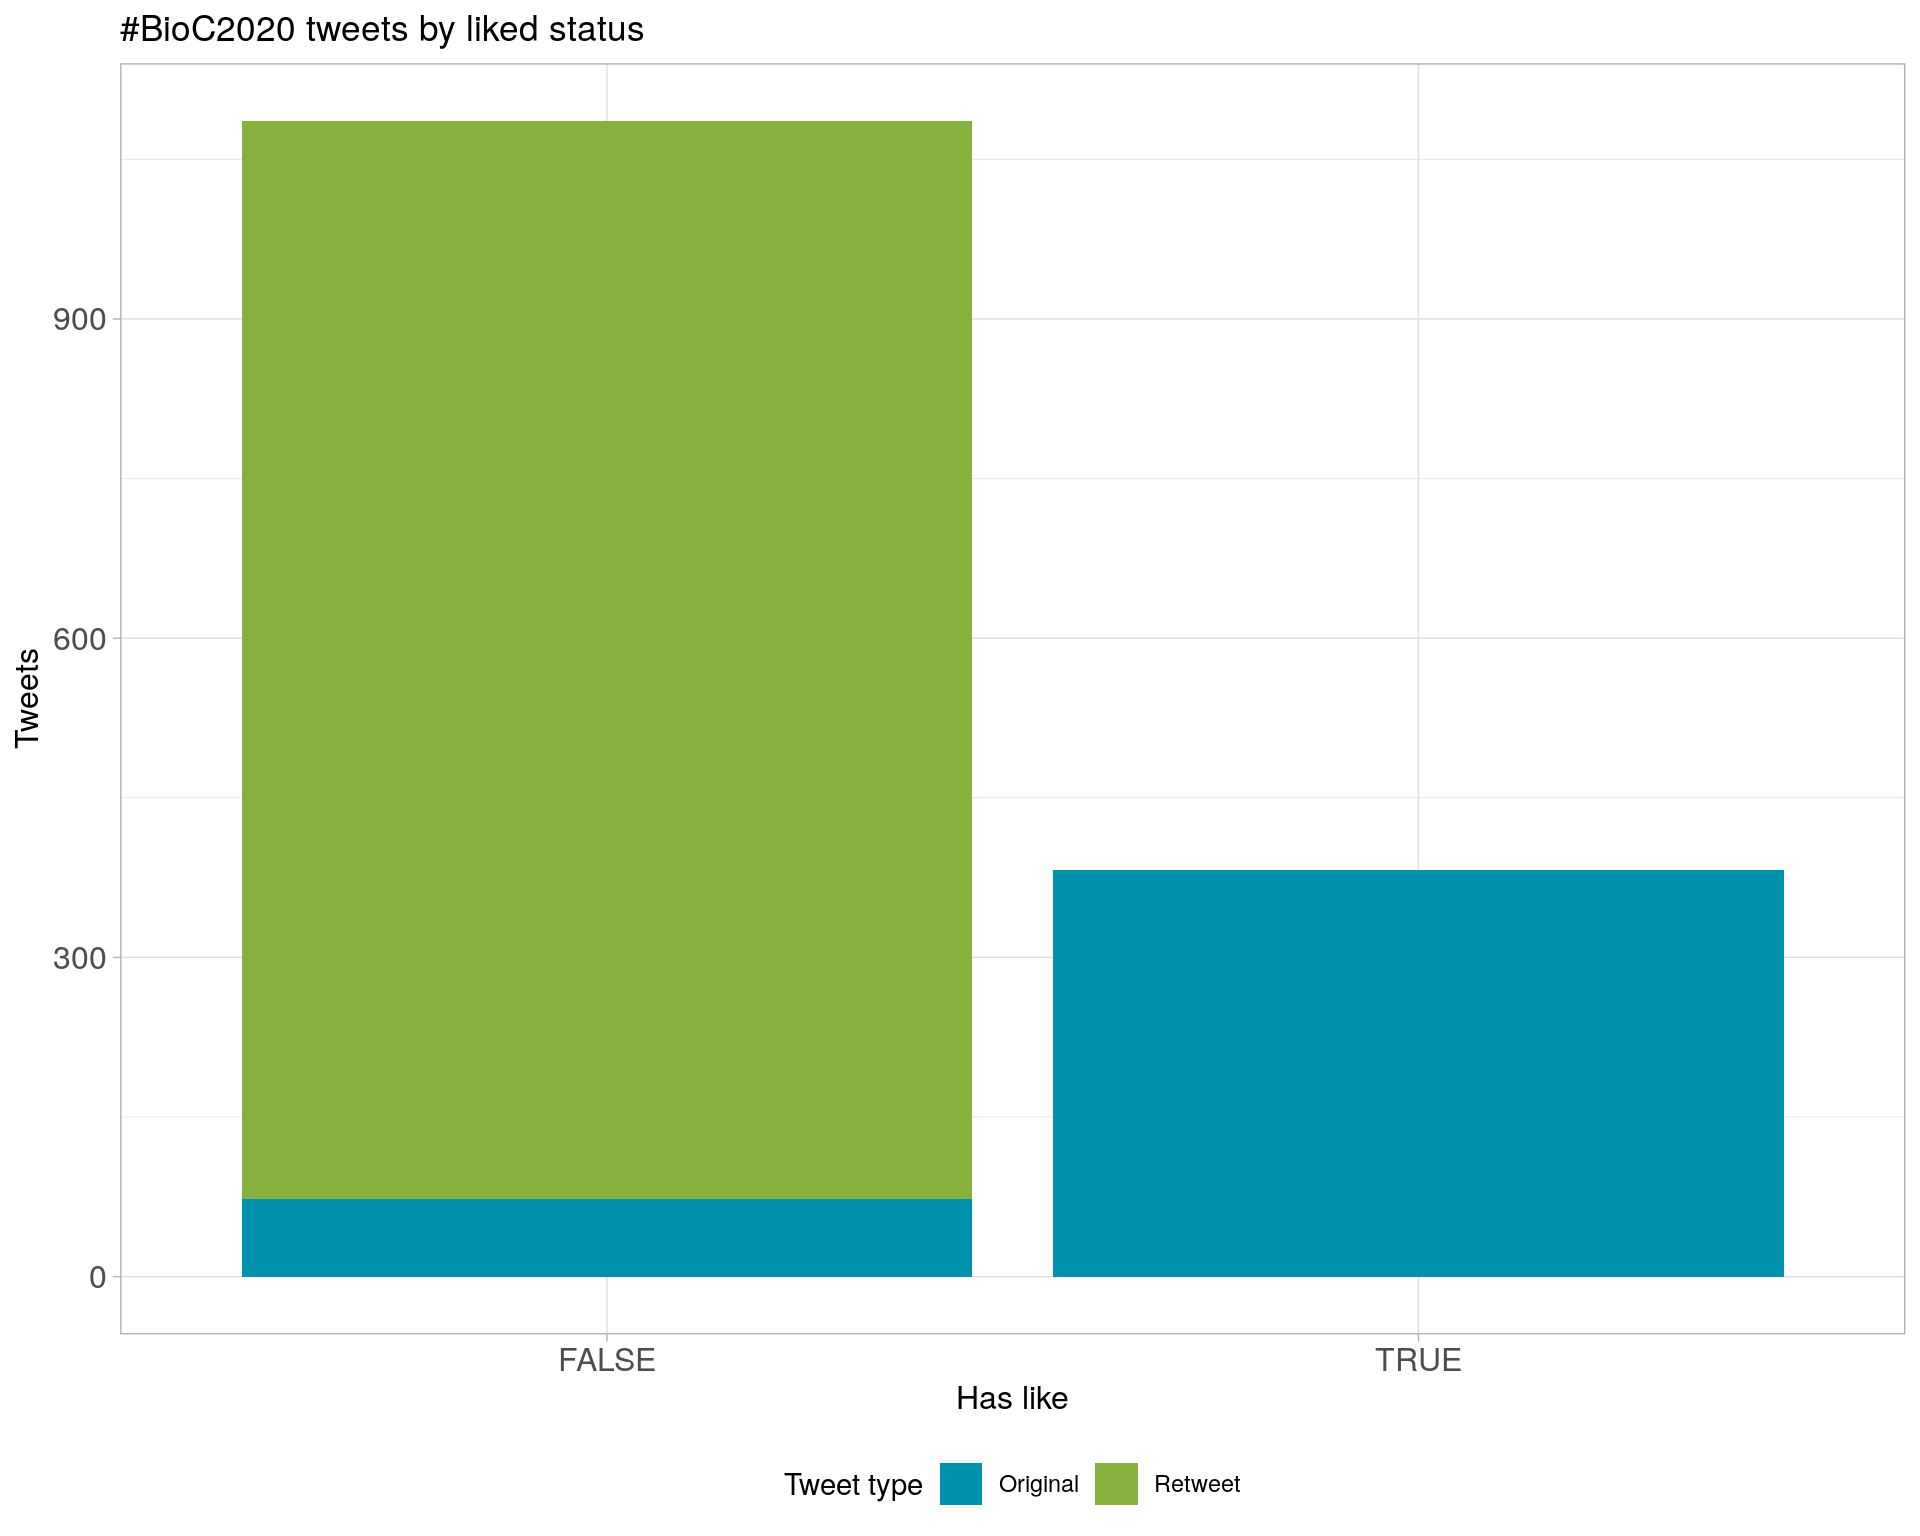 #BioC2020 tweets by liked status
Tweets
900
600
300
0
FALSE TRUE
Has like
Tweet type Original Retweet